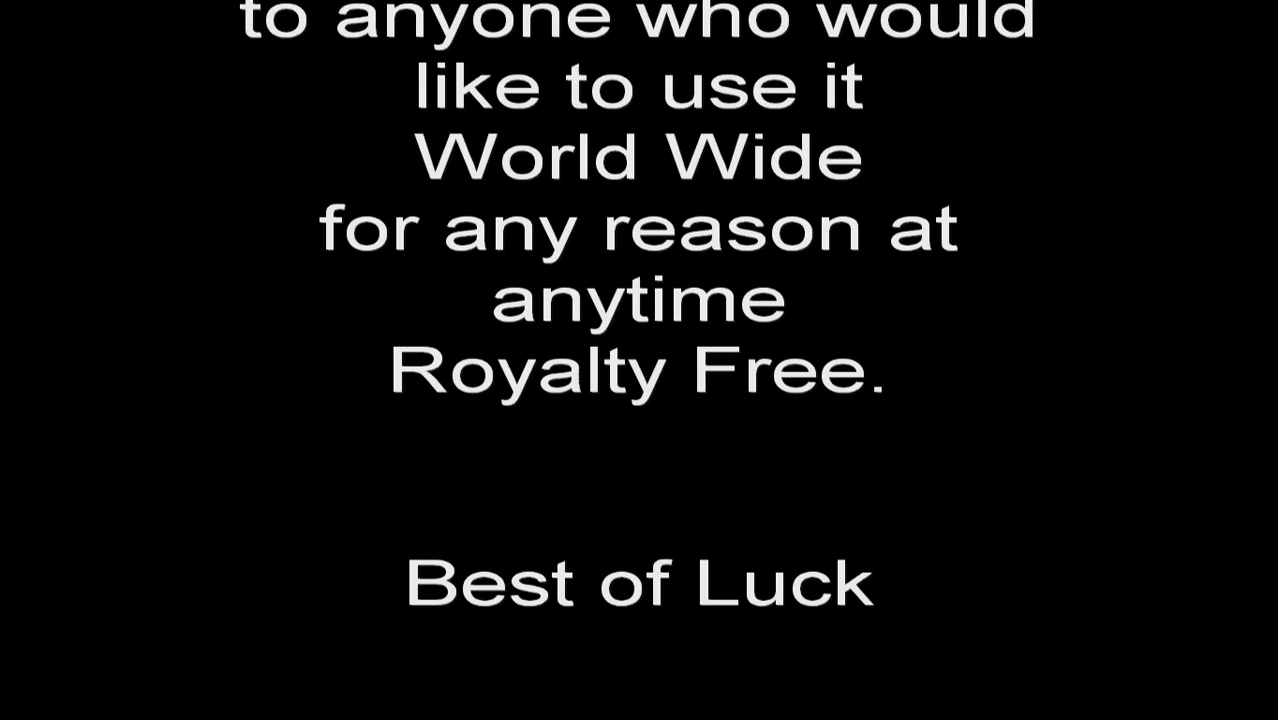 to anyone who would
like to use it
World Wide
for any reason at
anytime
Royalty Free.
Best of Luck